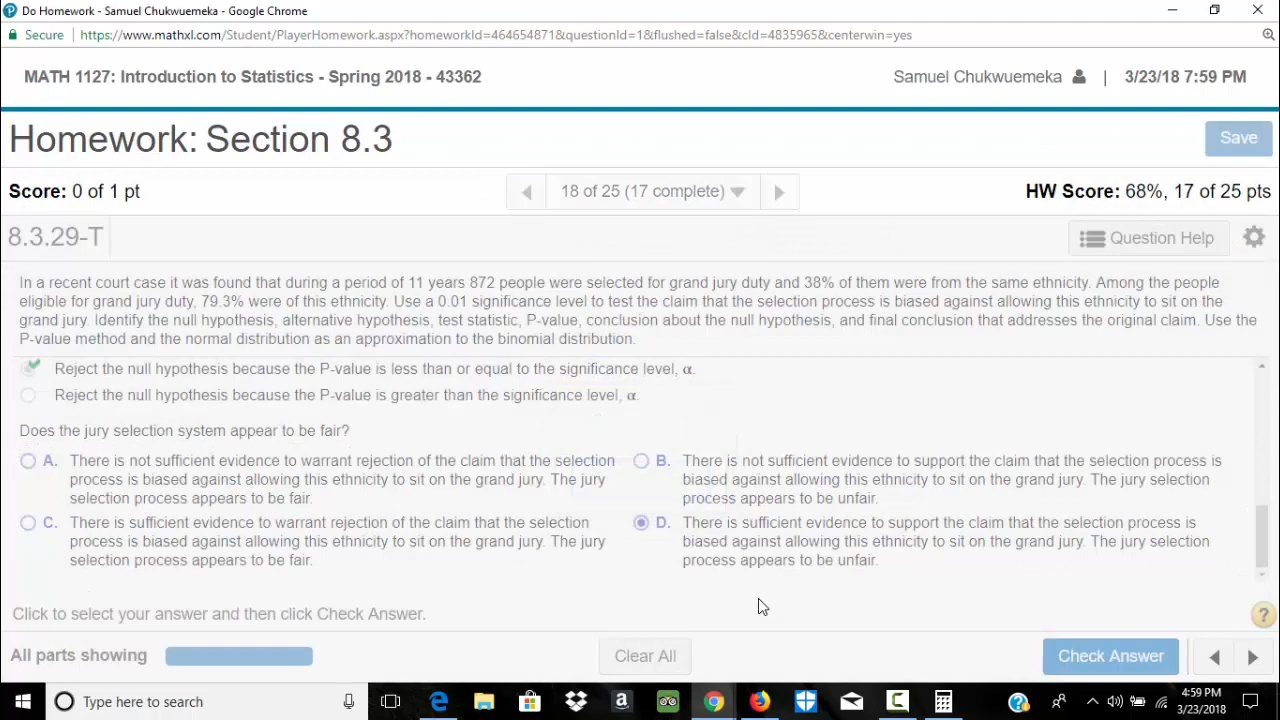 Do Homework - Samuel Chukwuemeka - Google Chrome
Secure https://www.mathxl.com/Student/PlayerHomework.aspx?homeworkId=464654871&questionId=1&flushed=false&cId=4835965&centerwin=yes
MATH 1127: Introduction to Statistics - Spring 2018 - 43362 Samuel Chukwuemeka | 3/23/18 7:59 PM
Homework: Section 8.3 Save
Score: 0 of 1 pt 18 of 25 (17 complete) HW Score: 68%, 17 of 25 pts
8.3.29-T Question Help
In a recent court case it was found that during a period of 11 years 872 people were selected for grand jury duty and 38% of them were from the same ethnicity. Among the people
eligible for grand jury duty, 79.3% were of this ethnicity. Use a 0.01 significance level to test the claim that the selection process is biased against allowing this ethnicity to sit on the
grand jury. Identify the null hypothesis, alternative hypothesis, test statistic, P-value, conclusion about the null hypothesis, and final conclusion that addresses the original claim. Use the
P-value method and the normal distribution as an approximation to the binomial distribution.
Reject the null hypothesis because the P-value is less than or equal to the significance level, α.
Reject the null hypothesis because the P-value is greater than the significance level, α.
Does the jury selection system appear to be fair?
A. There is not sufficient evidence to warrant rejection of the claim that the selection
process is biased against allowing this ethnicity to sit on the grand jury. The jury
selection process appears to be fair.
B. There is not sufficient evidence to support the claim that the selection process is
biased against allowing this ethnicity to sit on the grand jury. The jury selection
process appears to be unfair.
C. There is sufficient evidence to warrant rejection of the claim that the selection
process is biased against allowing this ethnicity to sit on the grand jury. The jury
selection process appears to be fair.
D. There is sufficient evidence to support the claim that the selection process is
biased against allowing this ethnicity to sit on the grand jury. The jury selection
process appears to be unfair.
Click to select your answer and then click Check Answer.
?
All parts showing Clear All Check Answer
Type here to search
4:59 PM
3/23/2018